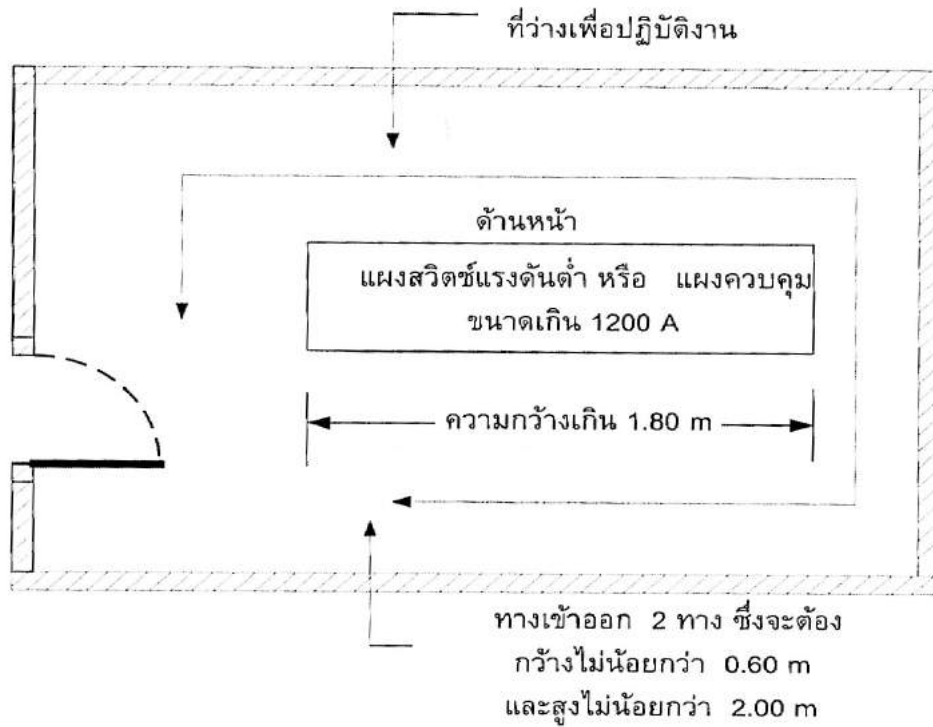 ที่ว่างเพื่อปฏิบัติงาน
ด้านหน้า
แผงสวิตซ์แรงดันต่ำ หรือ แผงควบคุม
ขนาดเกิน 1200 A
ความกว้างเกิน 1.80 m
ทางเข้าออก 2 ทาง ซึ่งจะต้อง
กว้างไม่น้อยกว่า 0.60 m
และสูงไม่น้อยกว่า 2.00 m